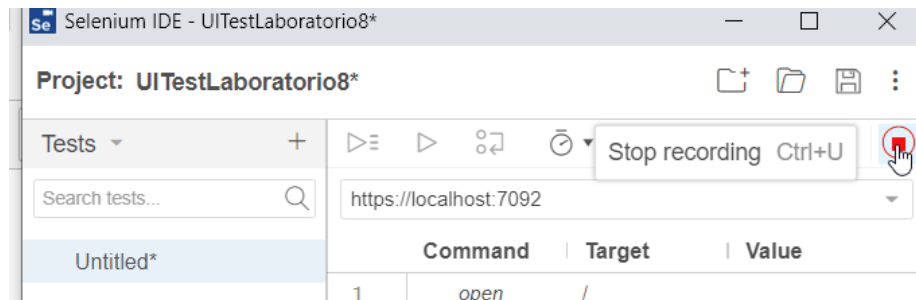 Se Selenium IDE - UITestLaboratorio8*
Project: UITestLaboratorio8*
Tests
Stop recording Ctrl+U
Search tests...
https://localhost:7092
Untitled*
Command Target Value
1 open /